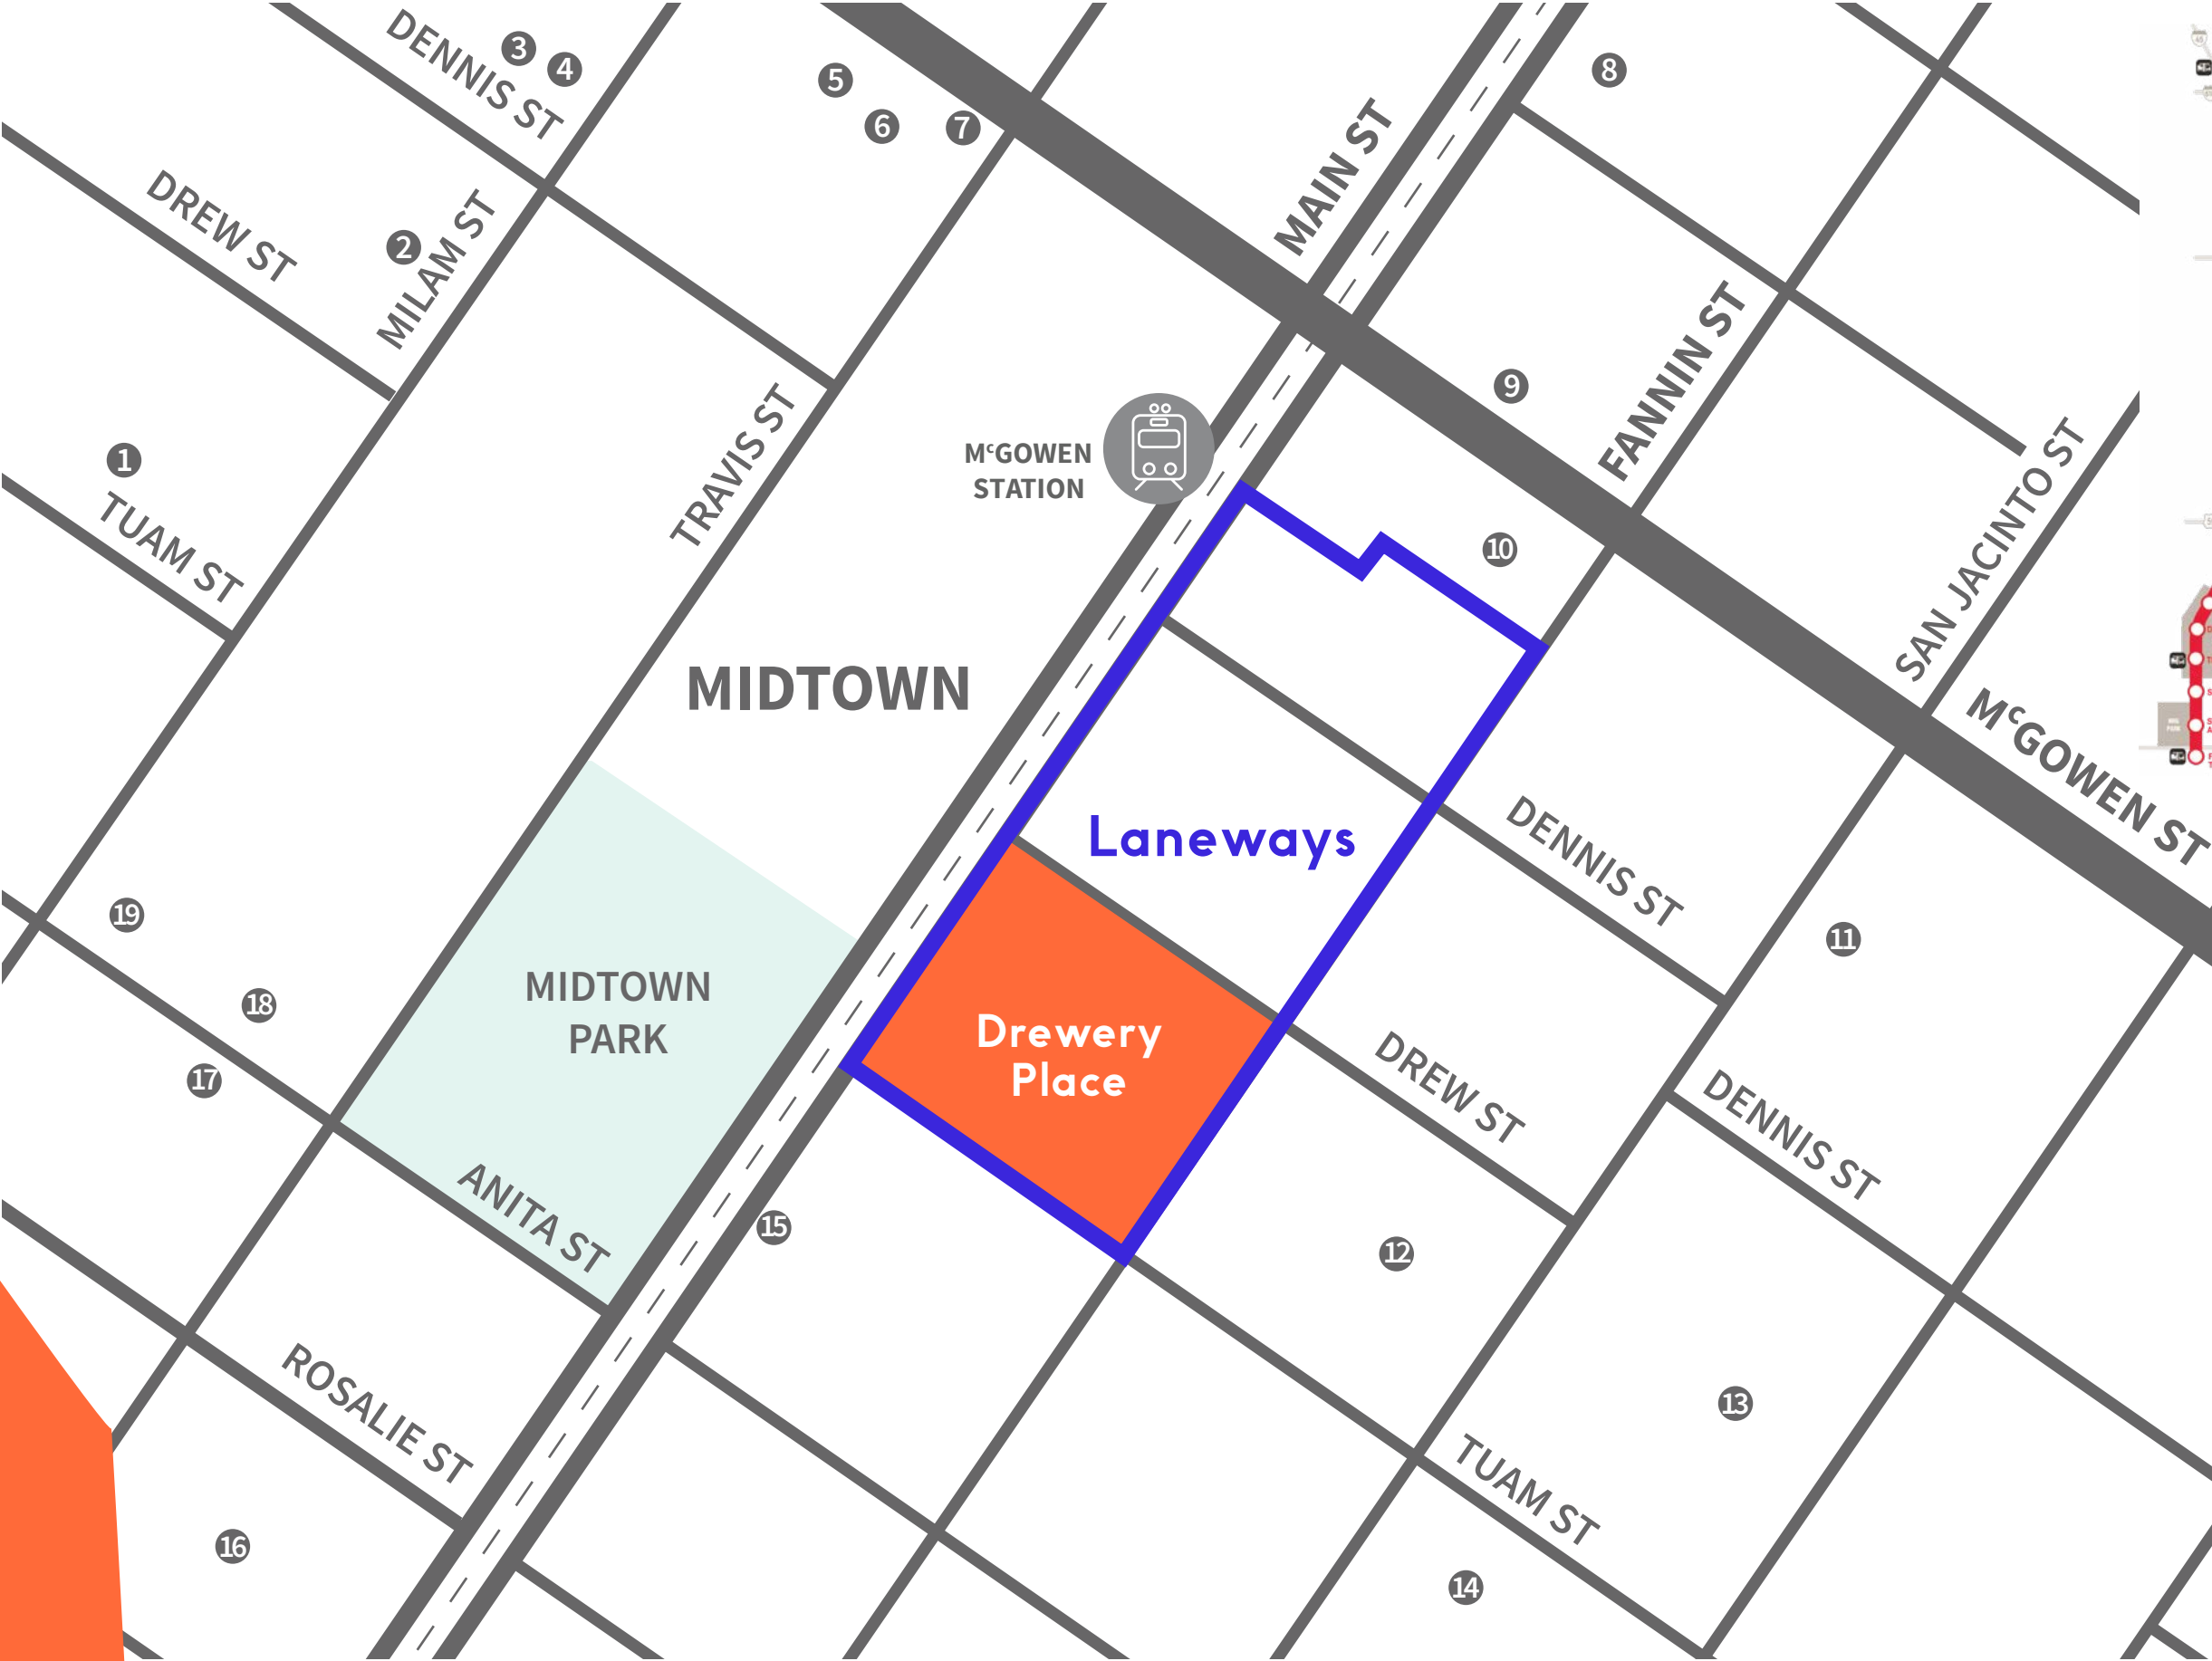 DENNIS ST
3
4
5
6
7
8
MAIN ST
DREW ST
2
MILAM ST
FANNIN ST
9
TRAVIS ST
1
McGOWEN
STATION
SAN JACINTO ST
TUAM ST
10
MIDTOWN
McGOWEN ST
Laneways
DENNIS ST
19
11
MIDTOWN
PARK
18
Drewery
Place
17
DREW ST
DENNIS ST
ANITA ST
15
12
ROSALIE ST
13
TUAM ST
16
14